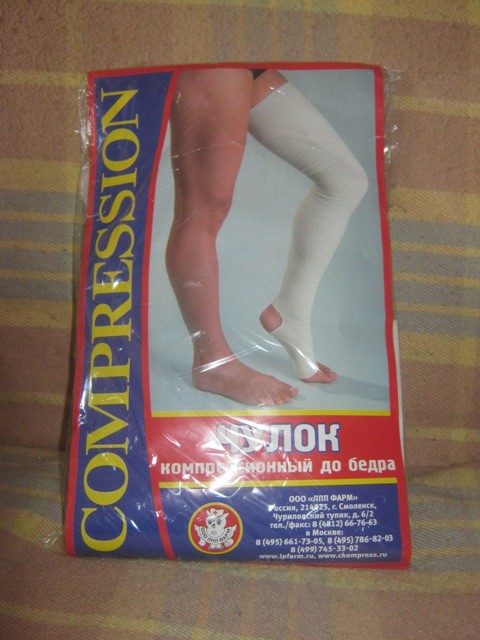 COMPRESSION
ЧУЛОК
компрессионный до бедра
ООО «ЛПП ФАРМ»
Россия, 214025, г. Смоленск,
Чуриловский тупик, д. 6/2
тел./факс: 8 (4812) 66-76-63
в Москве:
8 (495) 661-73-05, 8 (495) 786-82-03
8 (499) 745-33-02
www.lpfarm.ru, www.ckompress.ru